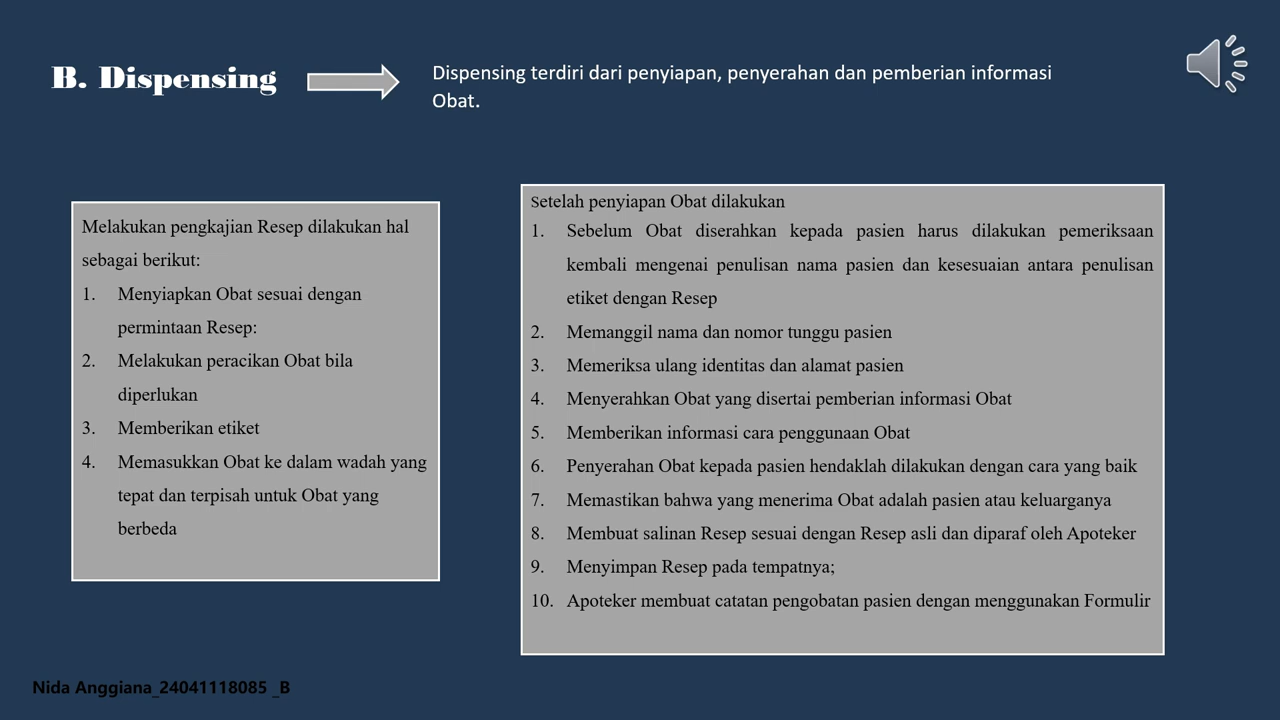 B. Dispensing
Dispensing terdiri dari penyiapan, penyerahan dan pemberian informasi
Obat.
Melakukan pengkajian Resep dilakukan hal
sebagai berikut:
1. Menyiapkan Obat sesuai dengan
permintaan Resep:
2. Melakukan peracikan Obat bila
diperlukan
3. Memberikan etiket
4. Memasukkan Obat ke dalam wadah yang
tepat dan terpisah untuk Obat yang
berbeda
Setelah penyiapan Obat dilakukan
1. Sebelum Obat diserahkan kepada pasien harus dilakukan pemeriksaan
kembali mengenai penulisan nama pasien dan kesesuaian antara penulisan
etiket dengan Resep
2. Memanggil nama dan nomor tunggu pasien
3. Memeriksa ulang identitas dan alamat pasien
4. Menyerahkan Obat yang disertai pemberian informasi Obat
5. Memberikan informasi cara penggunaan Obat
6. Penyerahan Obat kepada pasien hendaklah dilakukan dengan cara yang baik
7. Memastikan bahwa yang menerima Obat adalah pasien atau keluarganya
8. Membuat salinan Resep sesuai dengan Resep asli dan diparaf oleh Apoteker
9. Menyimpan Resep pada tempatnya;
10. Apoteker membuat catatan pengobatan pasien dengan menggunakan Formulir
Nida Anggiana_24041118085 _B